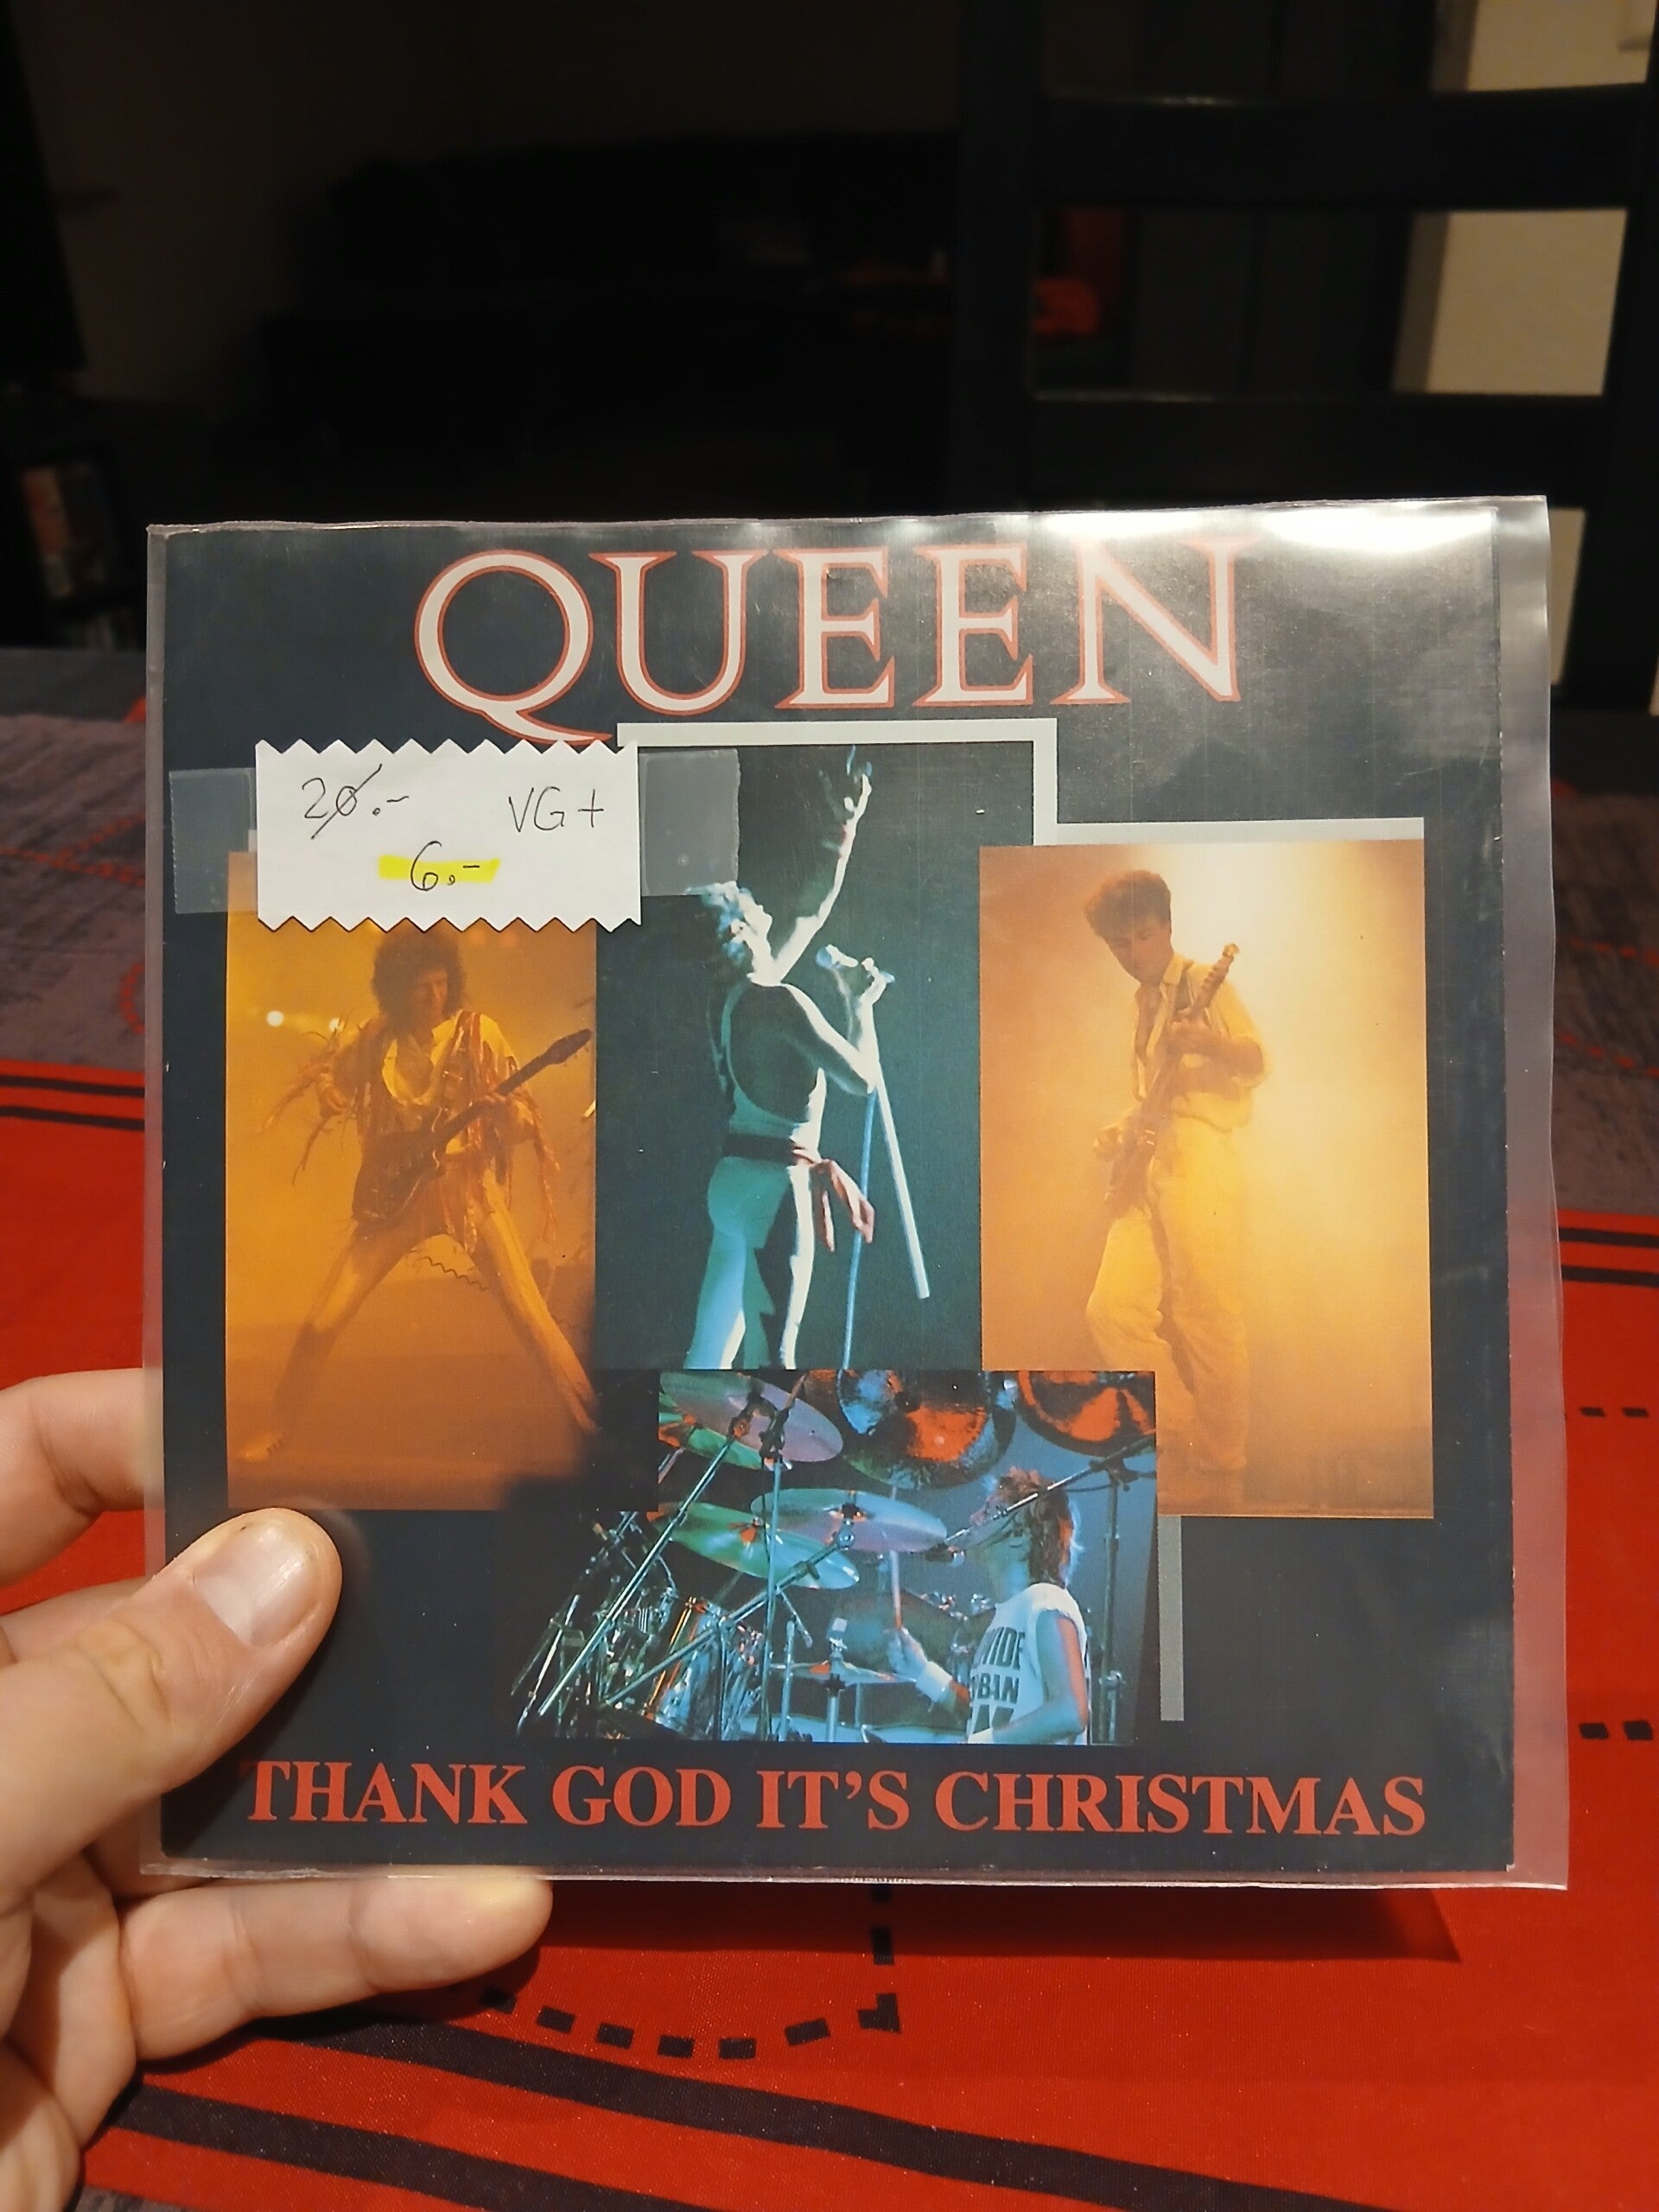 QUEEN
20.- VG+
6.-
THANK GOD IT'S CHRISTMAS